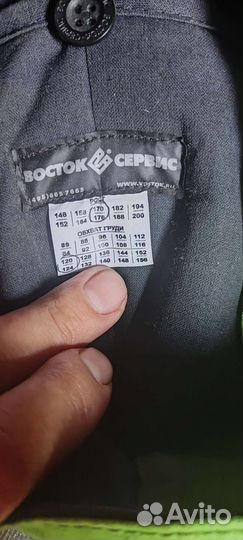 ВОСТОК СЕРВИС
(495)665 7665
WWW.VOSTOK.RU
РОСТ
148 158 170 182 194
152 164 176 188 200
ОБХВАТ ГРУДИ
80 88 96 104 112
84 92 100 108 116
120 128 136 144 152
124 132 140 148 156
Avito